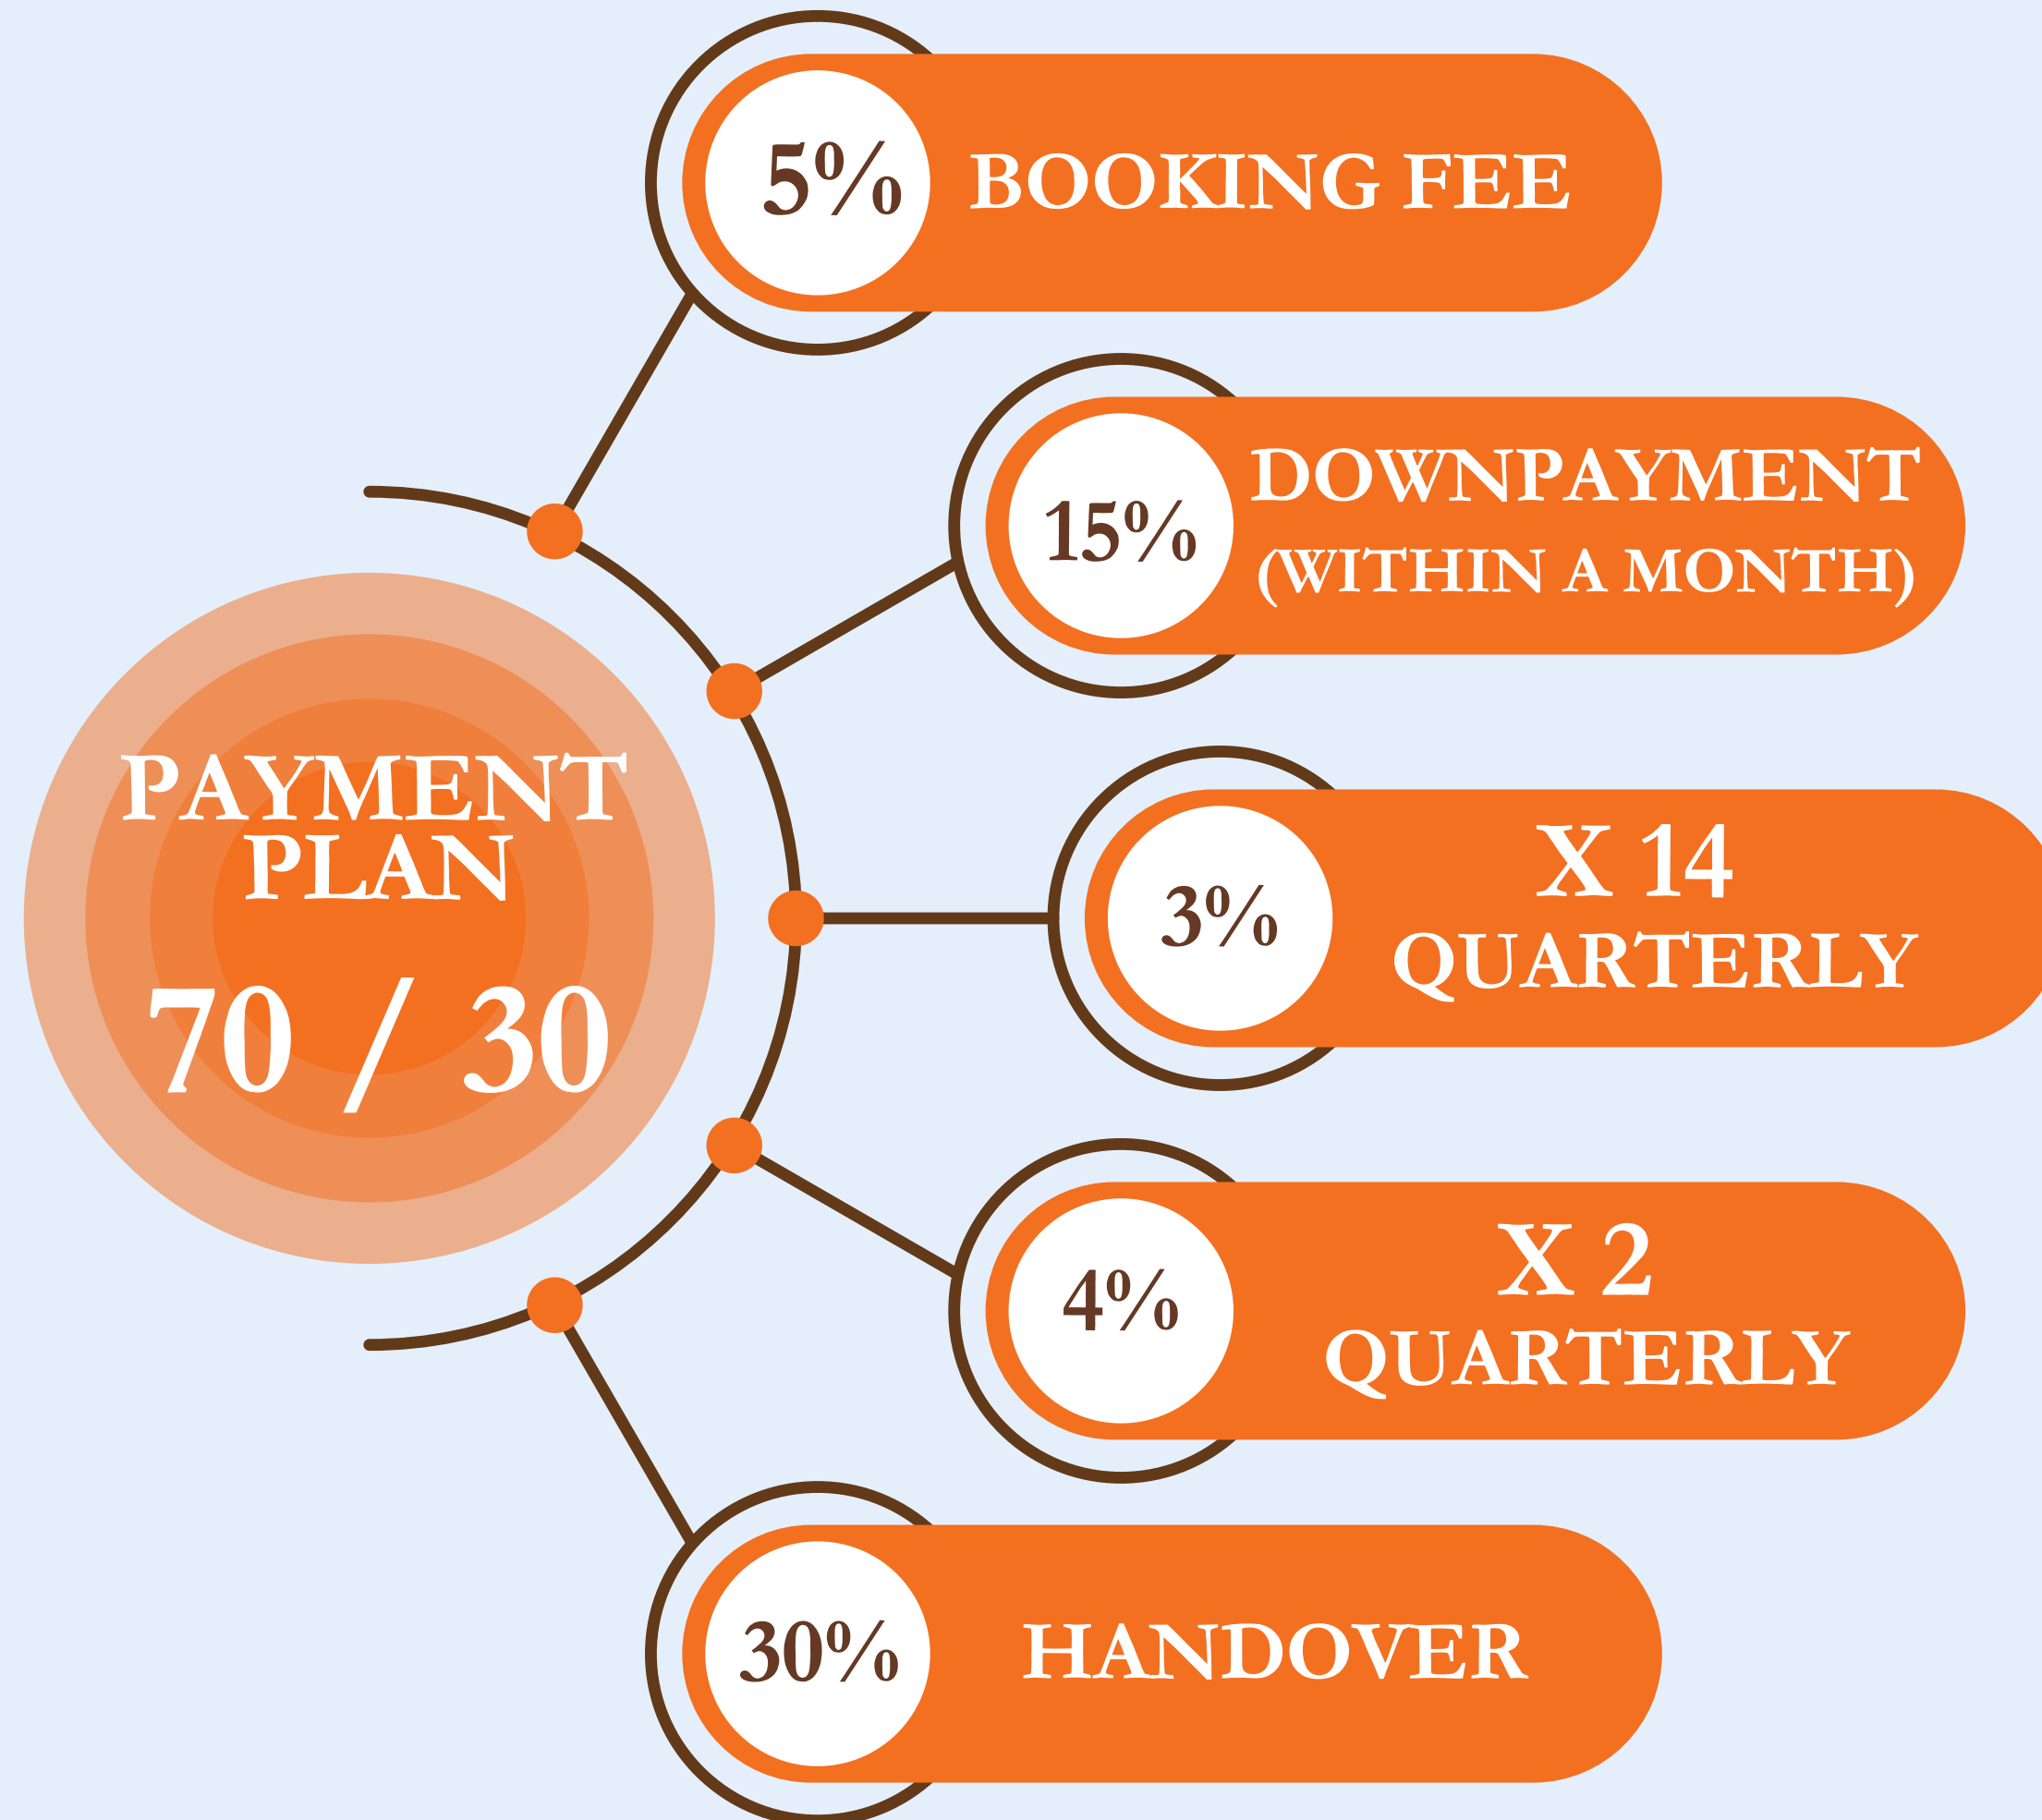 5% BOOKING FEE
15% DOWNPAYMENT
(WITHIN A MONTH)
PAYMENT
PLAN
70 / 30
3% X 14
QUARTERLY
4% X 2
QUARTERLY
30% HANDOVER